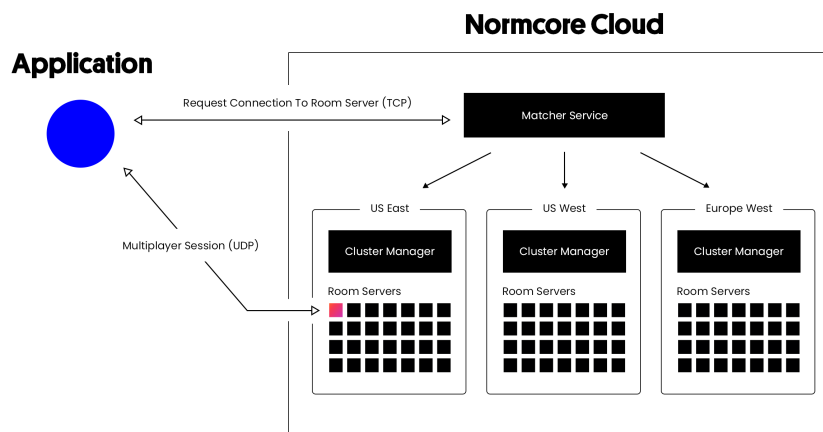 Normcore Cloud
Application
Request Connection To Room Server (TCP)
Matcher Service
Multiplayer Session (UDP)
US East
Cluster Manager
Room Servers
US West
Cluster Manager
Room Servers
Europe West
Cluster Manager
Room Servers